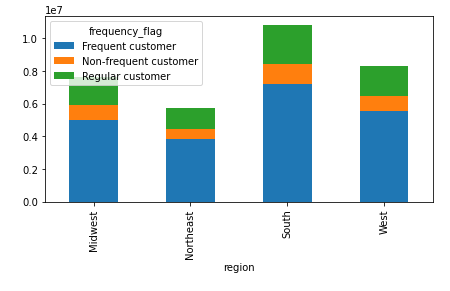 1e7
frequency_flag
Frequent customer
Non-frequent customer
Regular customer
1.0
0.8
0.6
0.4
0.2
0.0
Midwest
Northeast
South
West
region